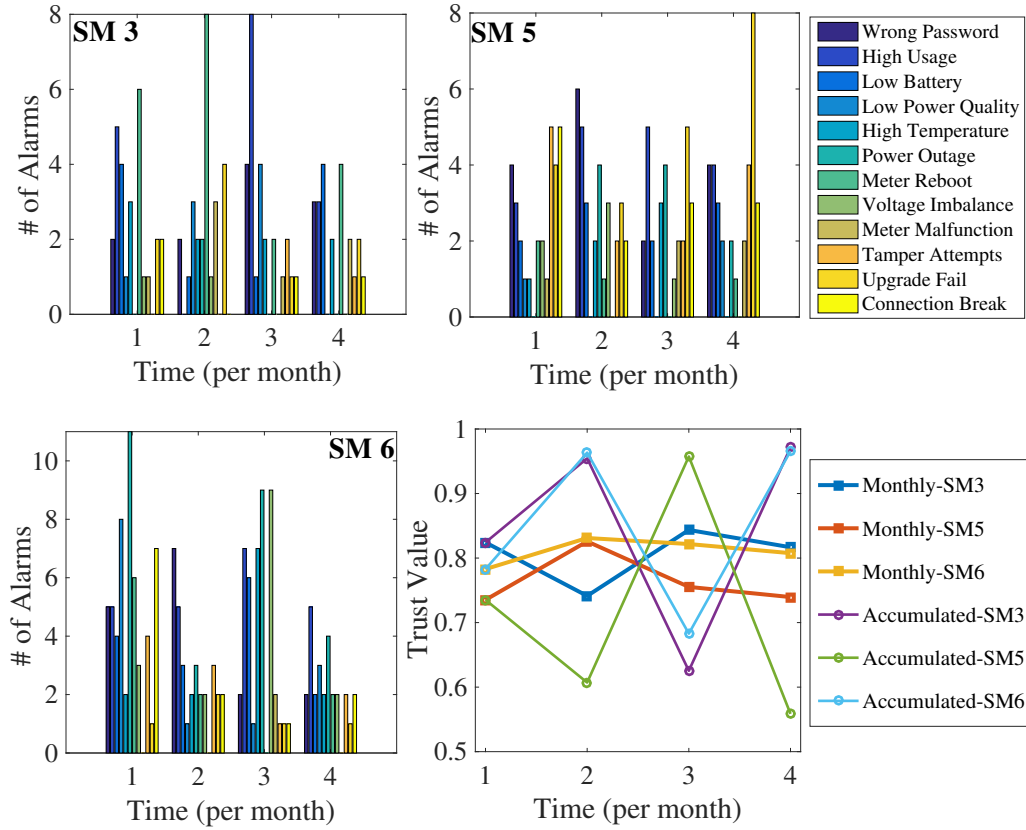 SM 3
8
6
4
2
0
# of Alarms
1 2 3 4
Time (per month)
SM 5
8
6
4
2
0
# of Alarms
1 2 3 4
Time (per month)
Wrong Password
High Usage
Low Battery
Low Power Quality
High Temperature
Power Outage
Meter Reboot
Voltage Imbalance
Meter Malfunction
Tamper Attempts
Upgrade Fail
Connection Break
SM 6
10
8
6
4
2
0
# of Alarms
1 2 3 4
Time (per month)
1
0.9
0.8
0.7
0.6
0.5
Trust Value
1 2 3 4
Time (per month)
Monthly-SM3
Monthly-SM5
Monthly-SM6
Accumulated-SM3
Accumulated-SM5
Accumulated-SM6